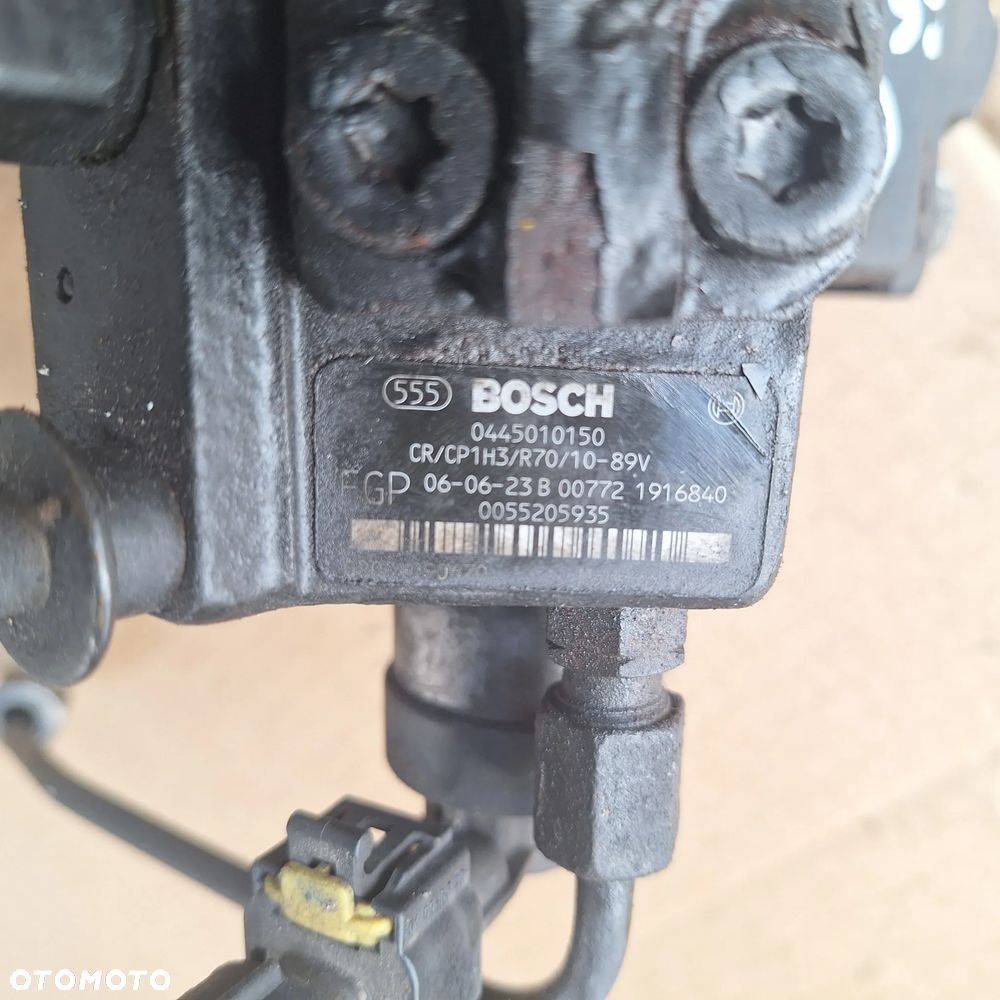 555 BOSCH
0445010150
CR/CP1H3/R70/10-89V
FGP 06-06-23 B 00772 1916840
0055205935
OTOMOTO